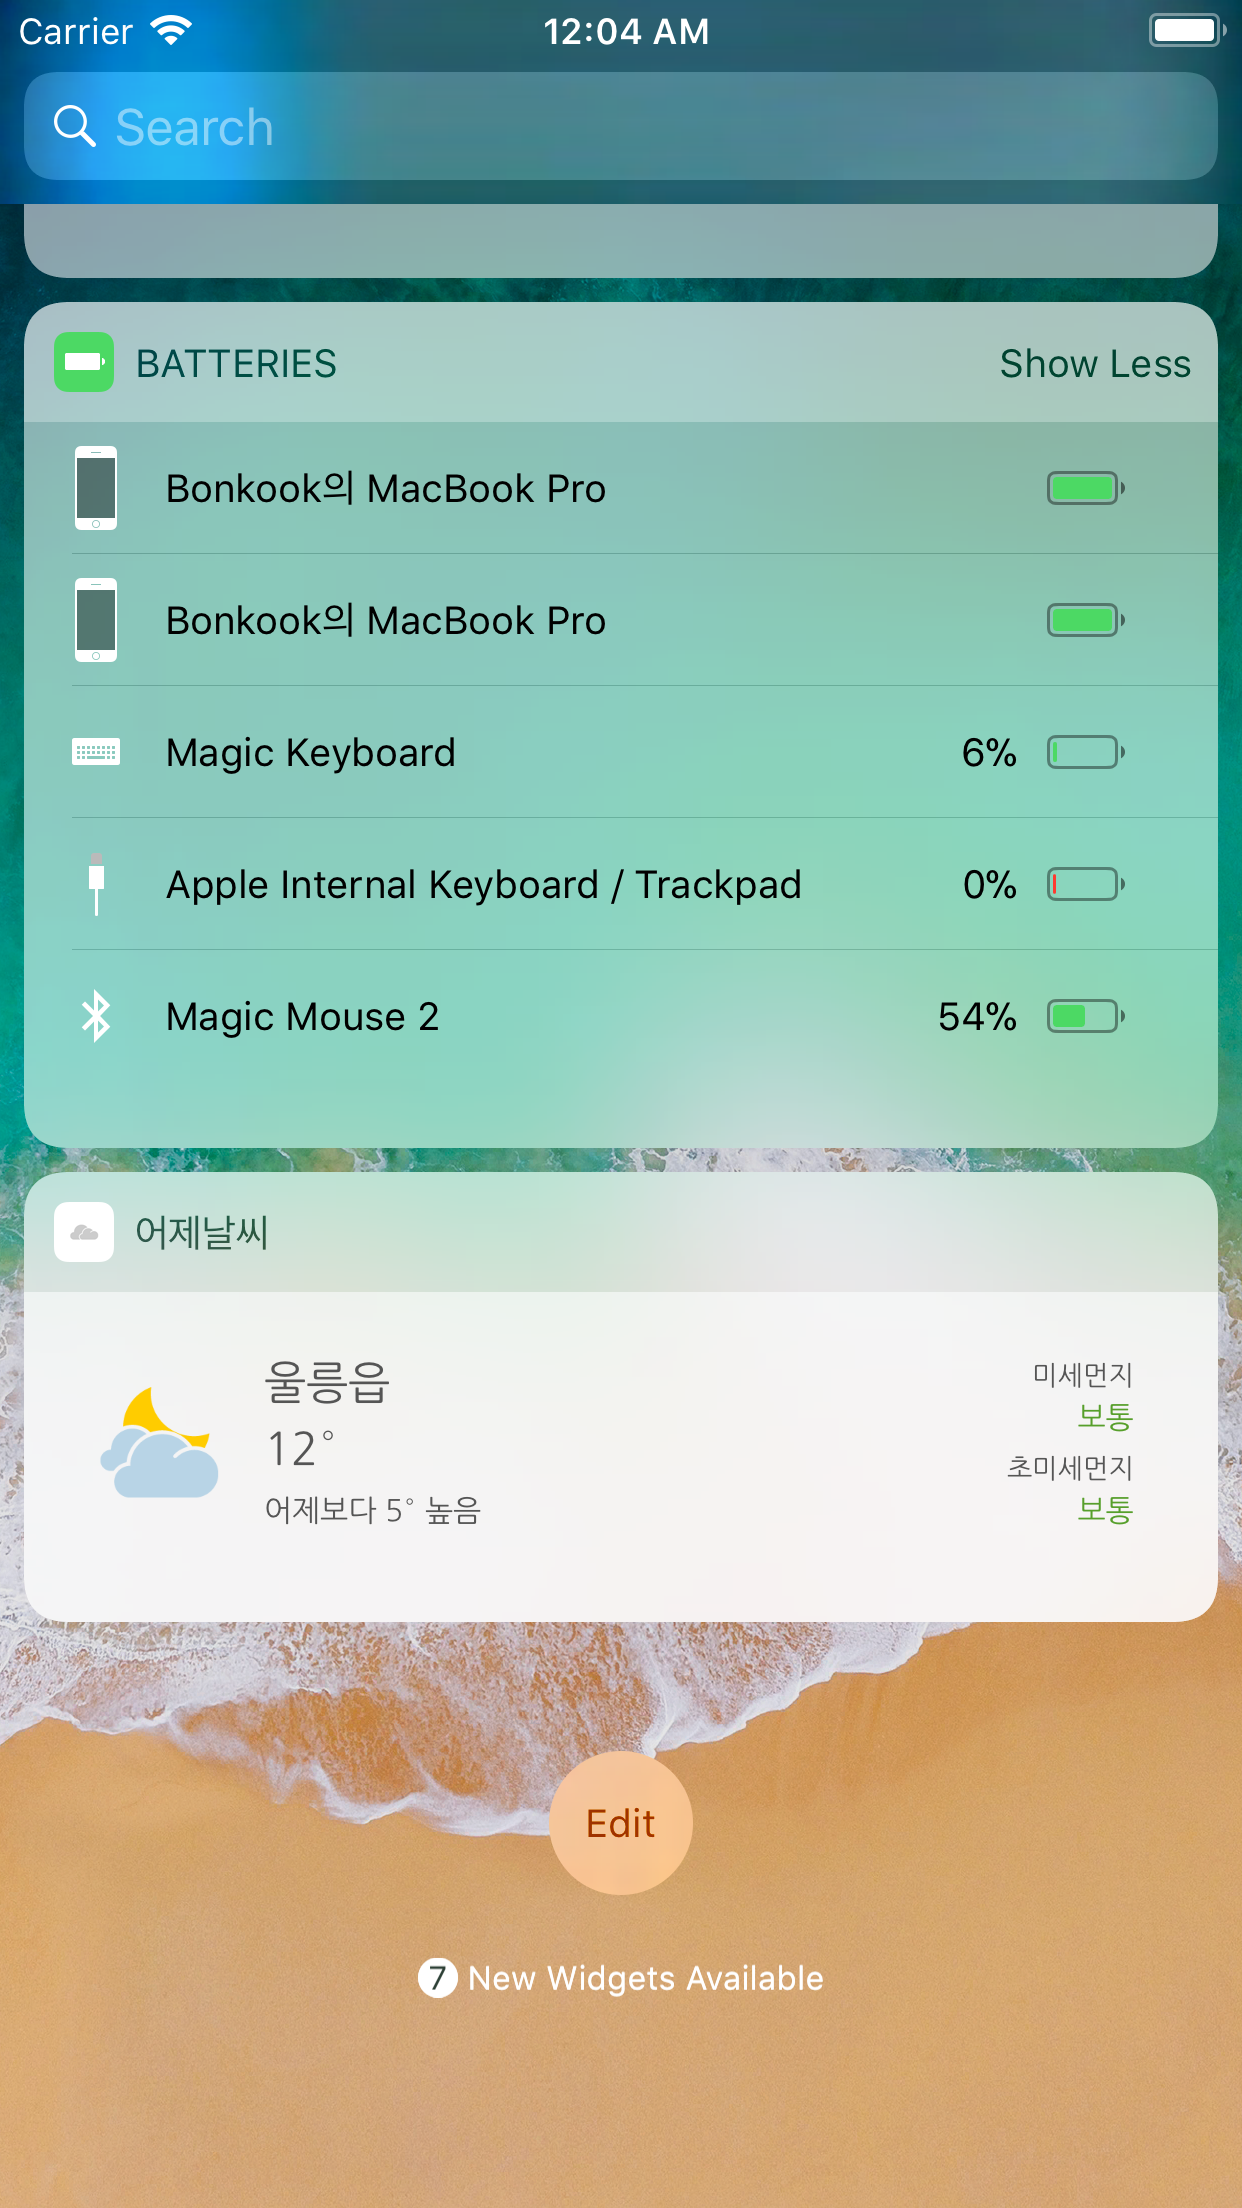 Carrier 12:04 AM
Search
BATTERIES Show Less
Bonkook의 MacBook Pro
Bonkook의 MacBook Pro
Magic Keyboard 6%
Apple Internal Keyboard / Trackpad 0%
Magic Mouse 2 54%
어제날씨
울릉읍
12°
어제보다 5° 높음
미세먼지
보통
초미세먼지
보통
Edit
7 New Widgets Available